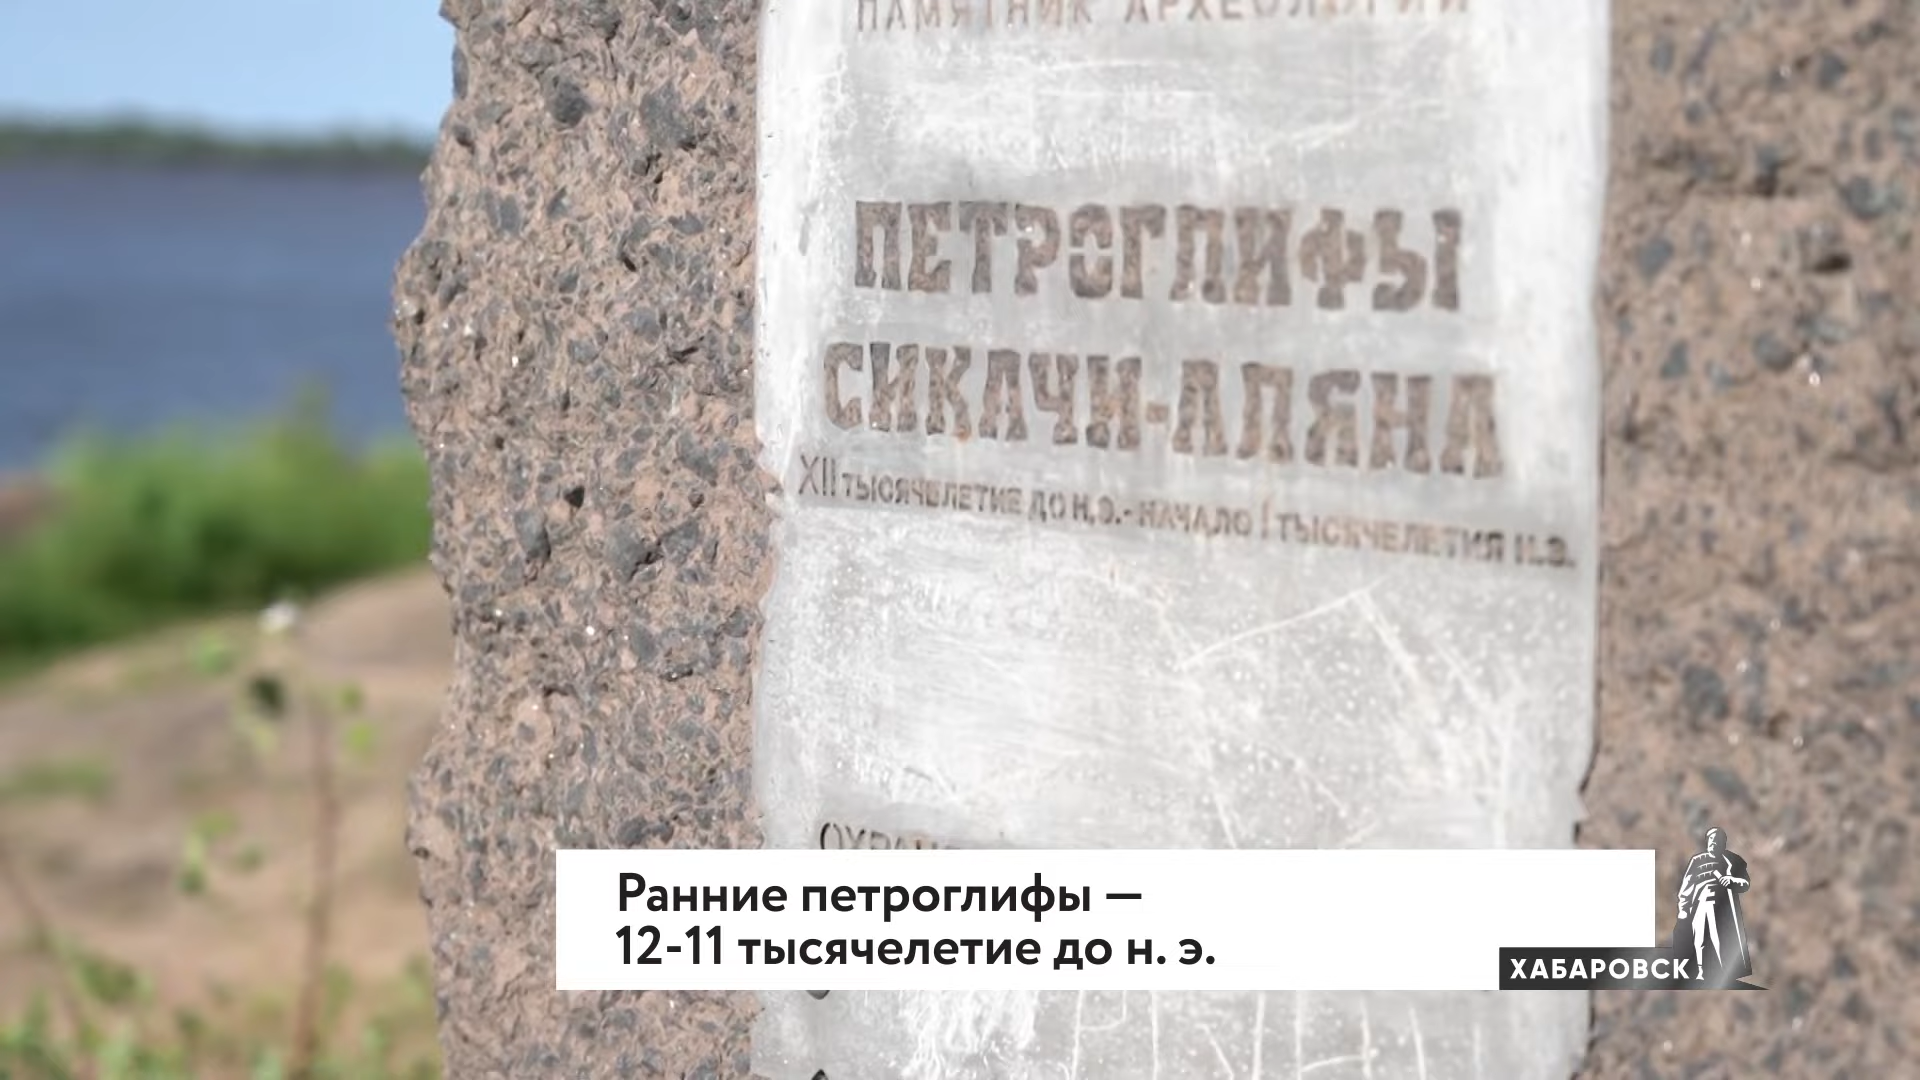 ПАМЯТНИК АРХЕОЛОГИИ
ПЕТРОГЛИФЫ
СИКАЧИ-АЛЯНА
XII ТЫСЯЧЕЛЕТИЕ ДО Н.Э.-НАЧАЛО I ТЫСЯЧЕЛЕТИЯ Н.Э.
Ранние петроглифы —
12-11 тысячелетие до н. э.
ХАБАРОВСК